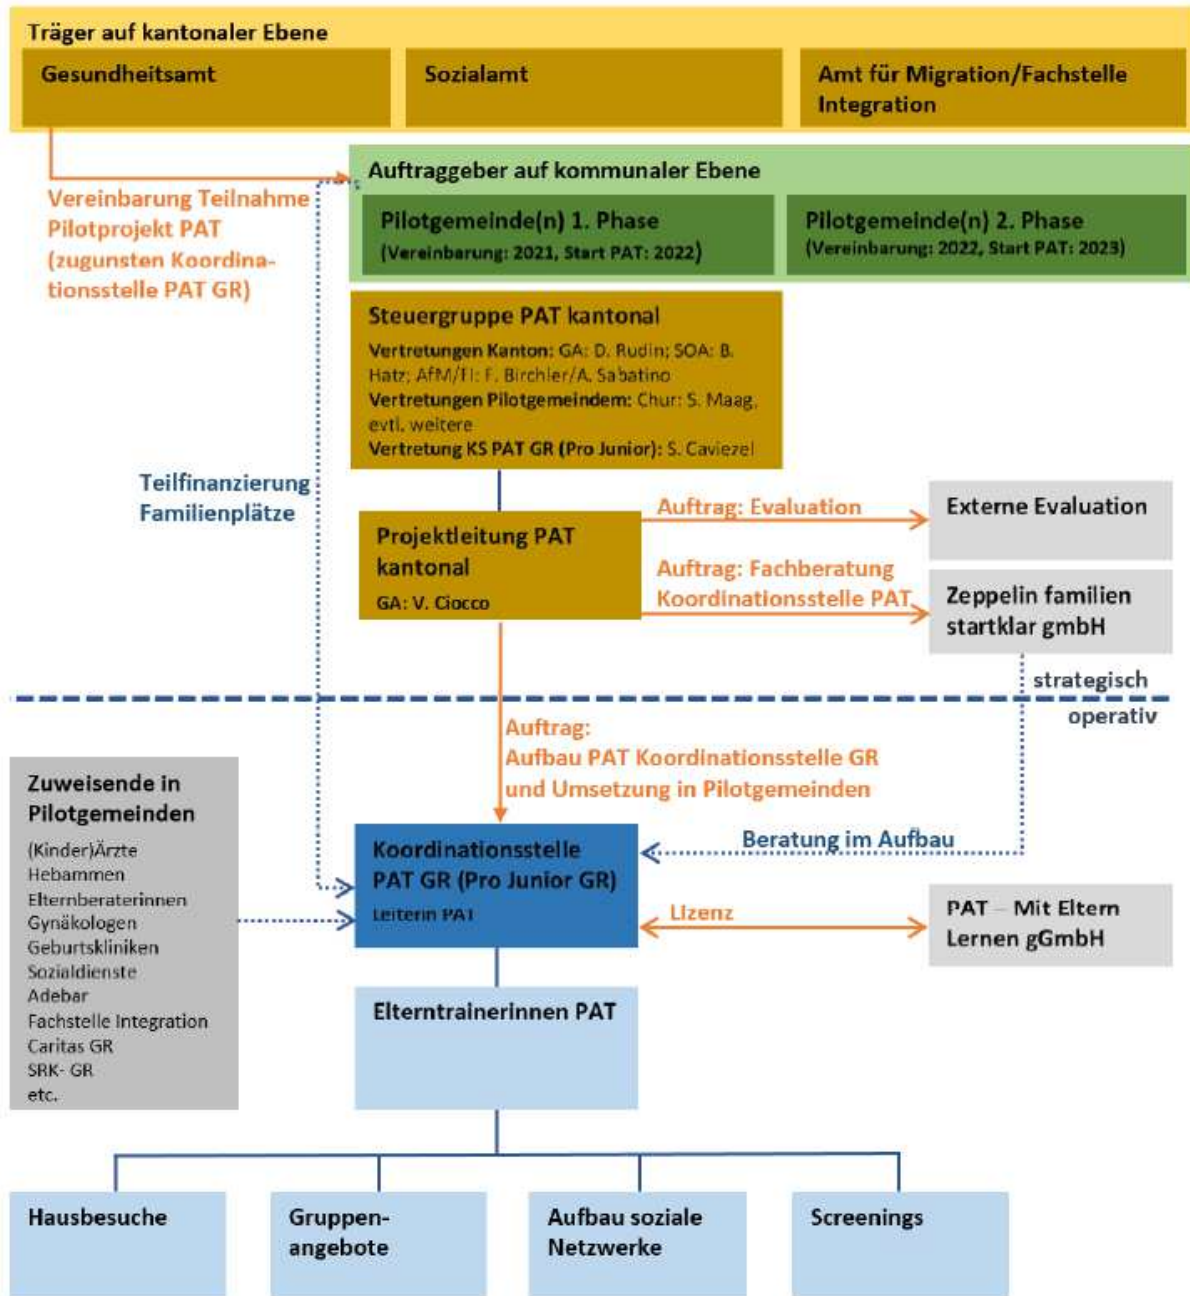 Träger auf kantonaler Ebene
Gesundheitsamt
Sozialamt
Amt für Migration/Fachstelle
Integration
Auftraggeber auf kommunaler Ebene
Pilotgemeinde(n) 1. Phase
(Vereinbarung: 2021, Start PAT: 2022)
Pilotgemeinde(n) 2. Phase
(Vereinbarung: 2022, Start PAT: 2023)
Vereinbarung Teilnahme
Pilotprojekt PAT
(zugunsten Koordina-
tionsstelle PAT GR)
Steuergruppe PAT kantonal
Vertretungen Kanton: GA: D. Rudin; SOA: B.
Hatz; AfM/FI: F. Birchler/A. Sabatino
Vertretungen Pilotgemeindem: Chur: S. Maag,
evtl. weitere
Vertretung KS PAT GR (Pro Junior): S. Caviezel
Teilfinanzierung
Familienplätze
Projektleitung PAT
kantonal
GA: V. Ciocco
Auftrag: Evaluation
Externe Evaluation
Auftrag: Fachberatung
Koordinationsstelle PAT
Zeppelin familien
startklar gmbH
strategisch
operativ
Auftrag:
Aufbau PAT Koordinationsstelle GR
und Umsetzung in Pilotgemeinden
Zuweisende in
Pilotgemeinden
(Kinder)Ärzte
Hebammen
Elternberaterinnen
Gynäkologen
Geburtskliniken
Sozialdienste
Adebar
Fachstelle Integration
Caritas GR
SRK- GR
etc.
Koordinationsstelle
PAT GR (Pro Junior GR)
Leiterin PAT
Beratung im Aufbau
Lizenz
PAT – Mit Eltern
Lernen gGmbH
Elterntrainerinnen PAT
Hausbesuche
Gruppen-
angebote
Aufbau soziale
Netzwerke
Screenings